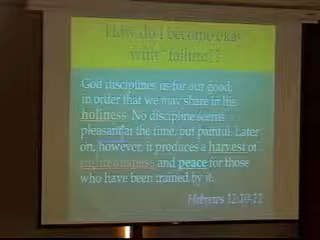 How do I become okay
with "failure"?
God disciplines us for our good,
in order that we may share in his
holiness. No discipline seems
pleasant at the time, but painful. Later
on, however, it produces a harvest of
righteousness and peace for those
who have been trained by it.
Hebrews 12:10-11